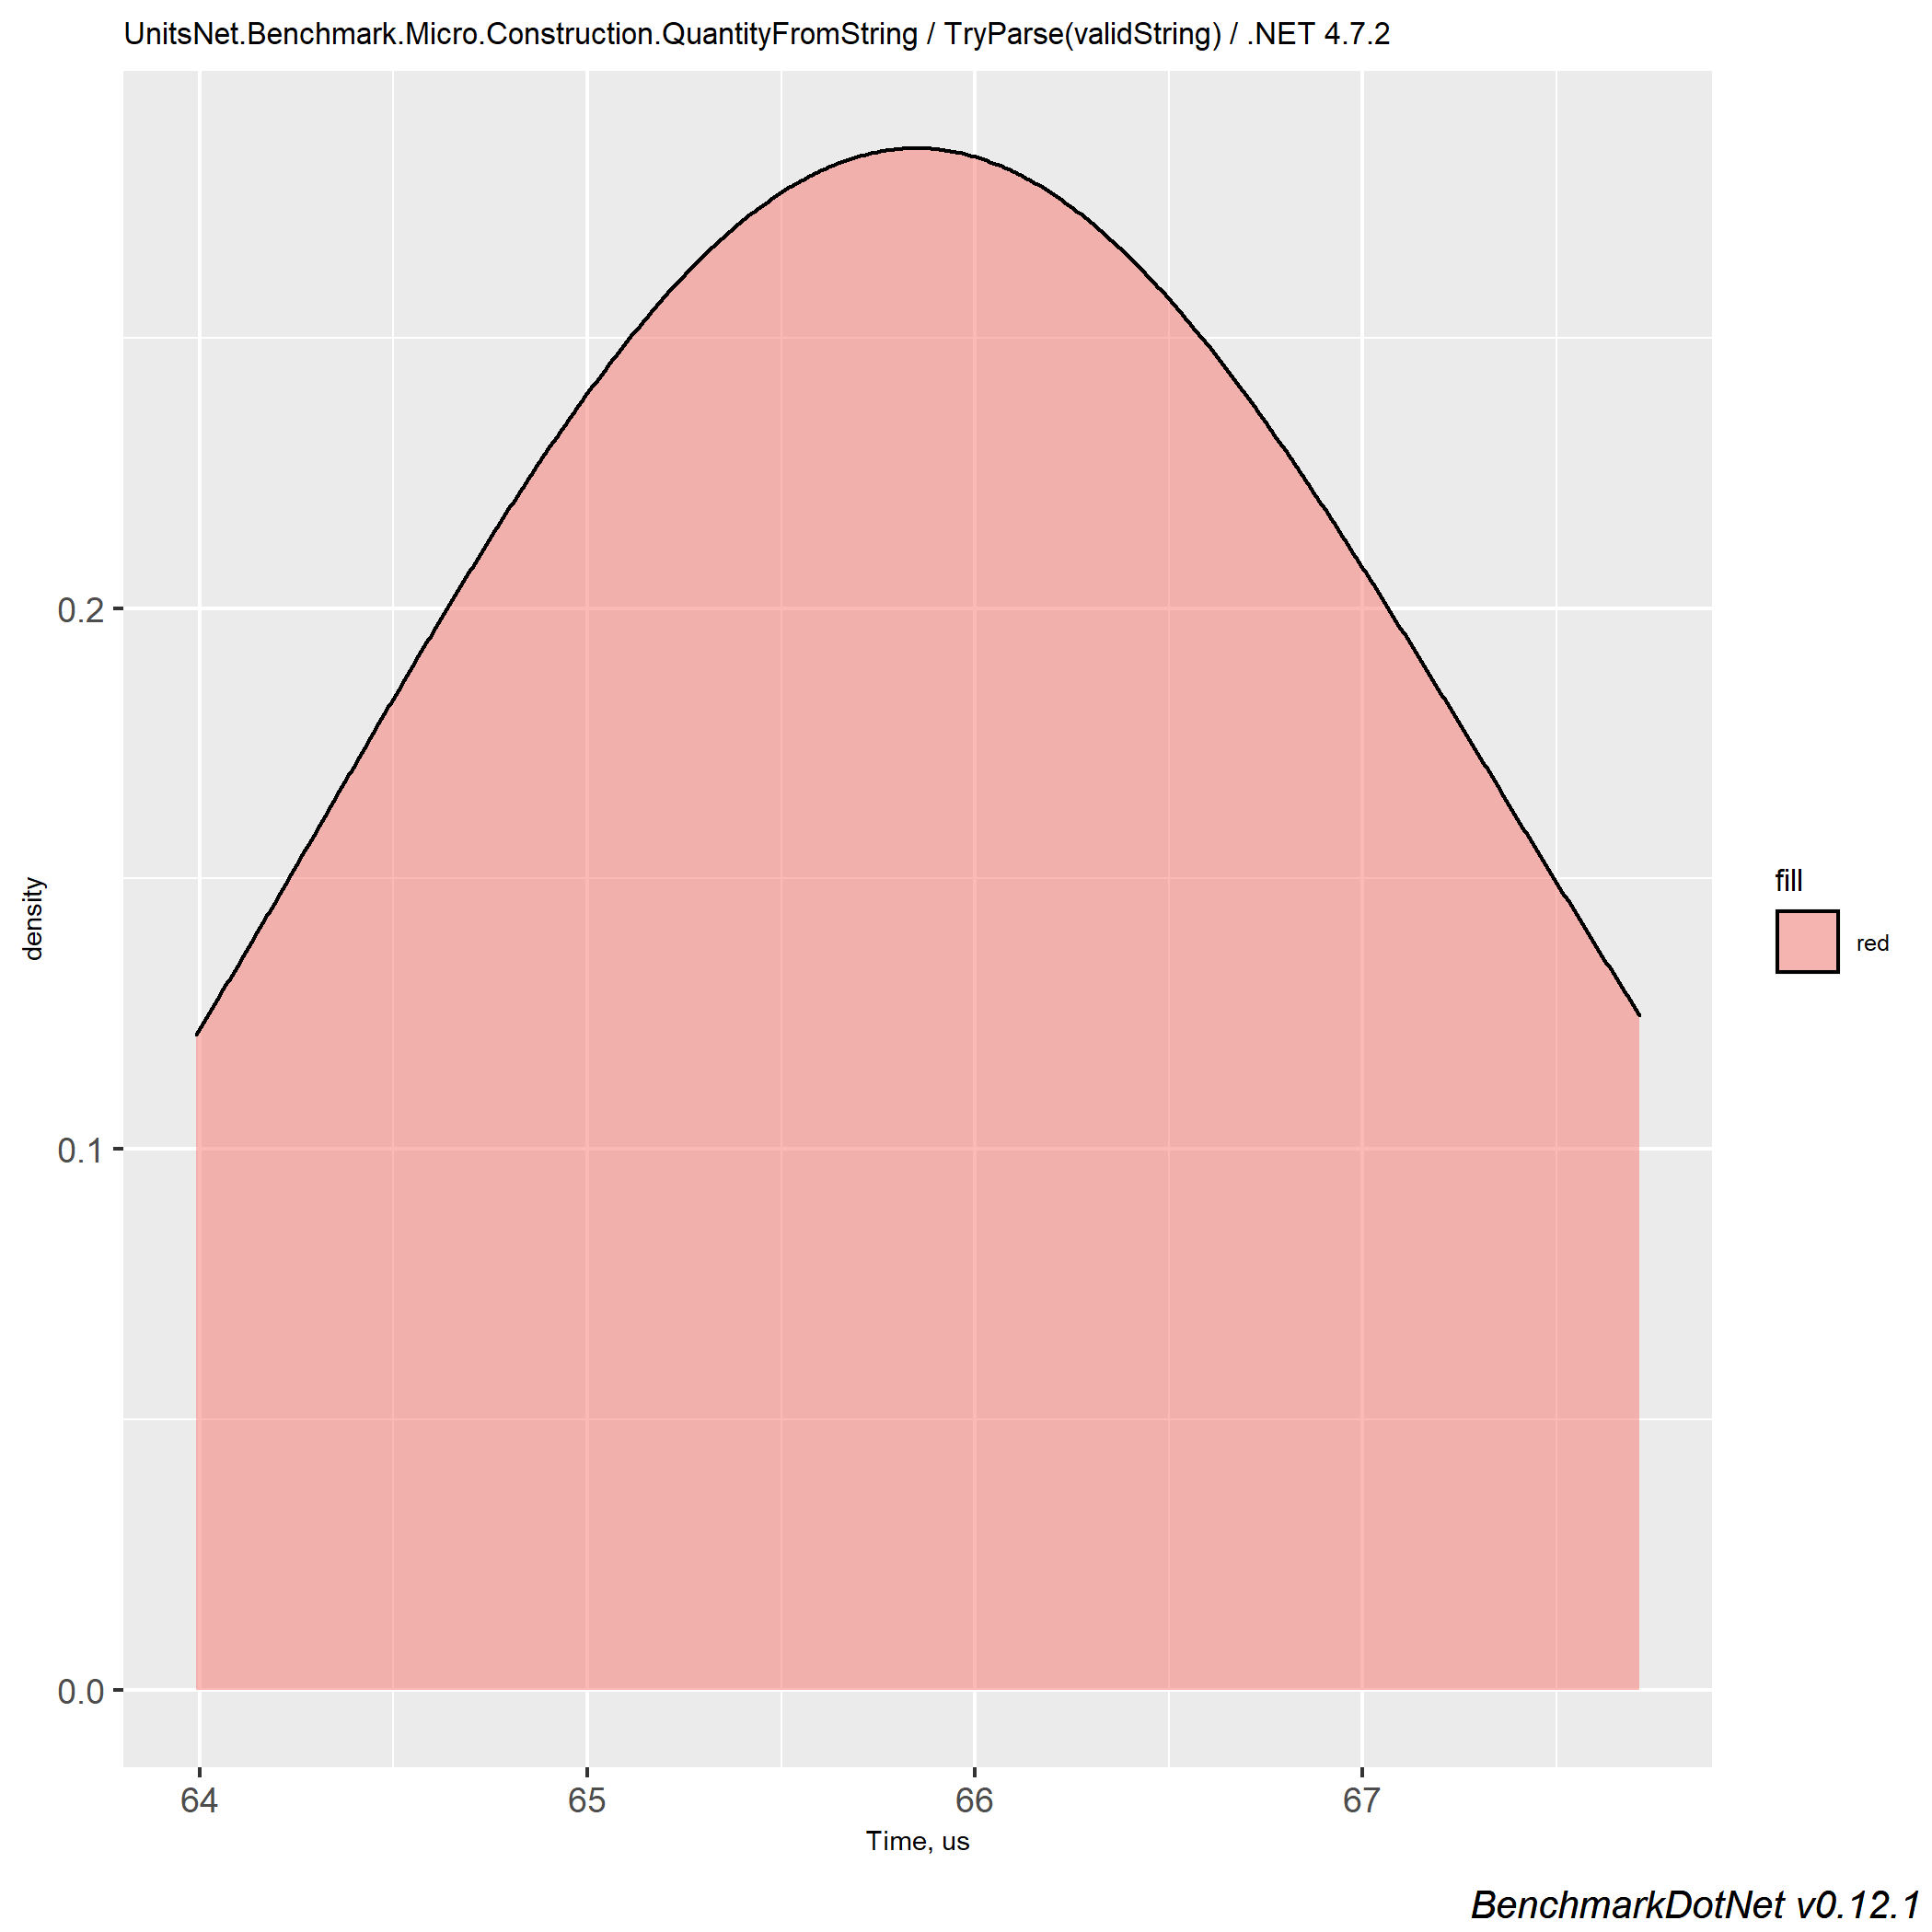 UnitsNet.Benchmark.Micro.Construction.QuantityFromString / TryParse(validString) / .NET 4.7.2
0.2
0.1
0.0
density
64 65 66 67
Time, us
fill
red
BenchmarkDotNet v0.12.1